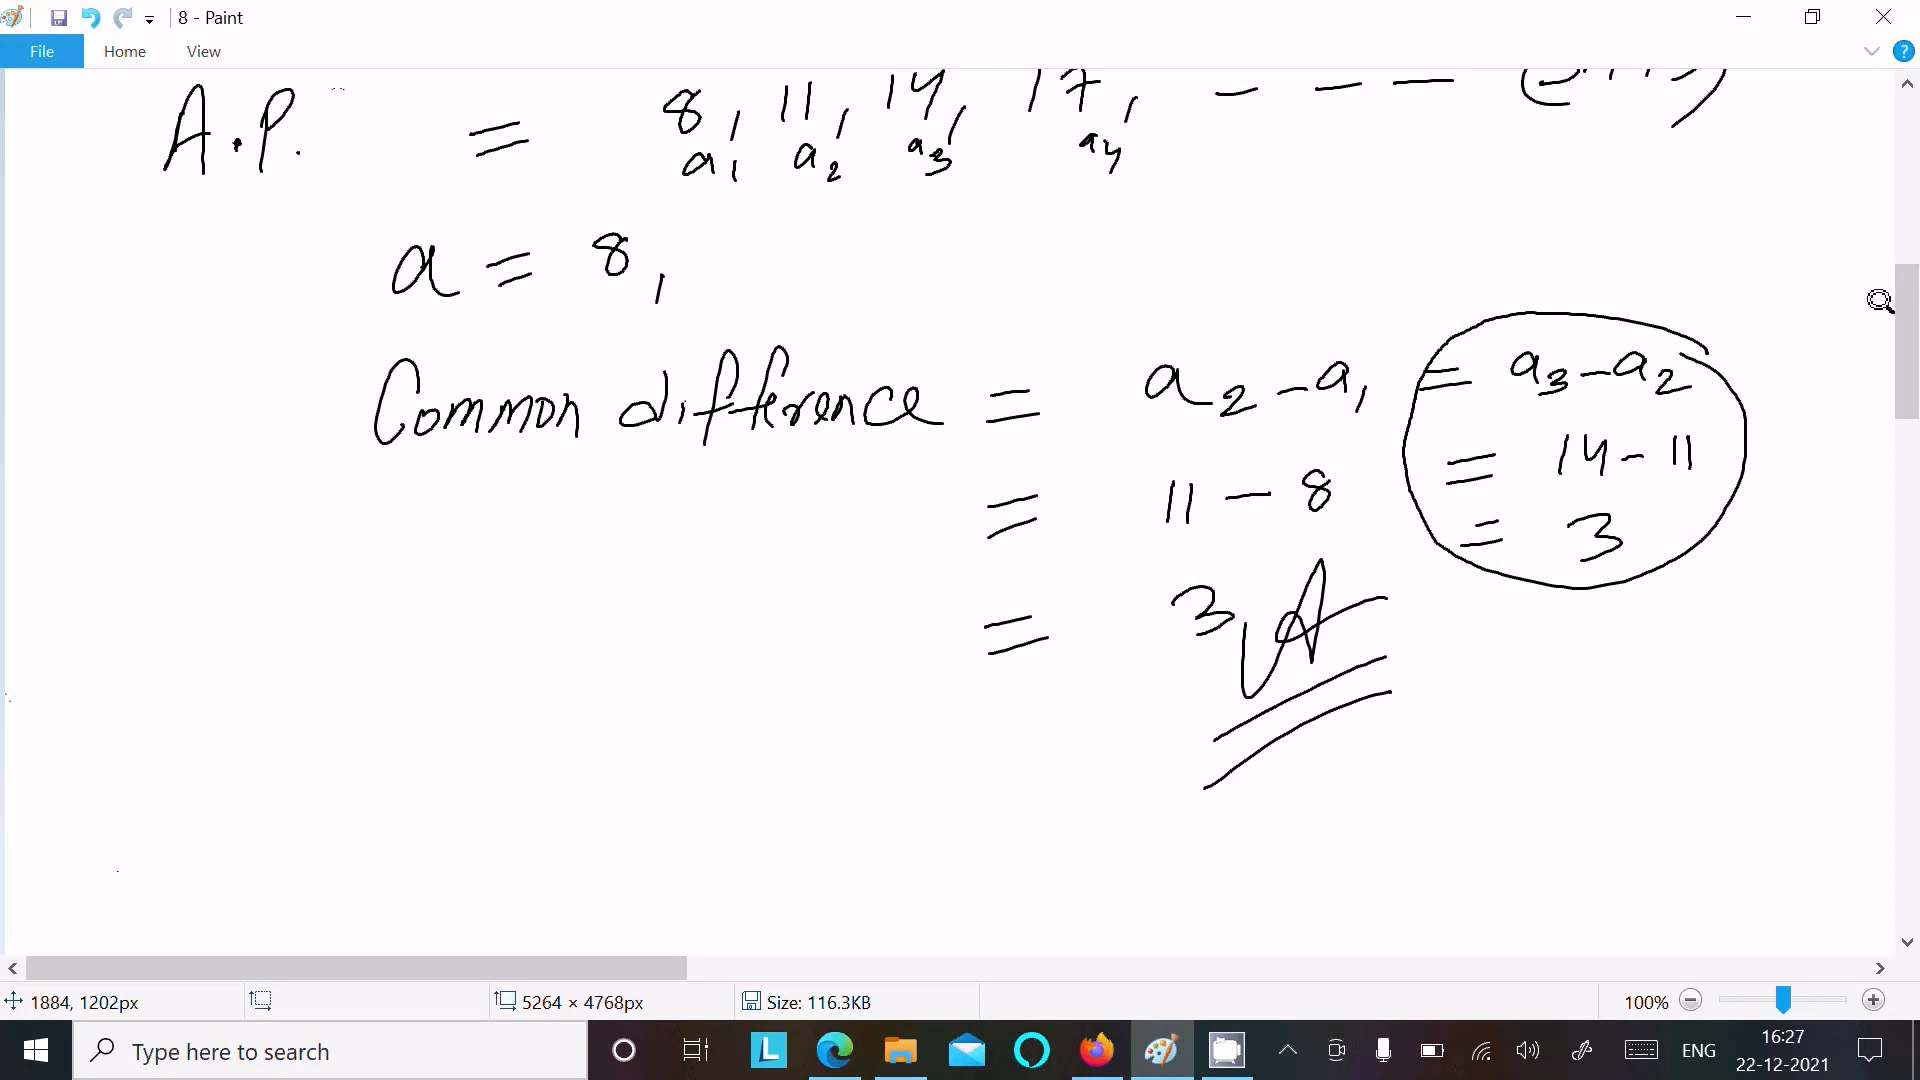 8 - Paint
File Home View
A.P. = 8, 11, 14, 17, - - -
a1 a2 a3 a4
a = 8,
Common difference = a2 - a1 = a3 - a2
= 11 - 8 = 14 - 11
= 3 = 3
1884, 1202px 5264 × 4768px Size: 116.3KB 100%
Type here to search L ENG 16:27
22-12-2021